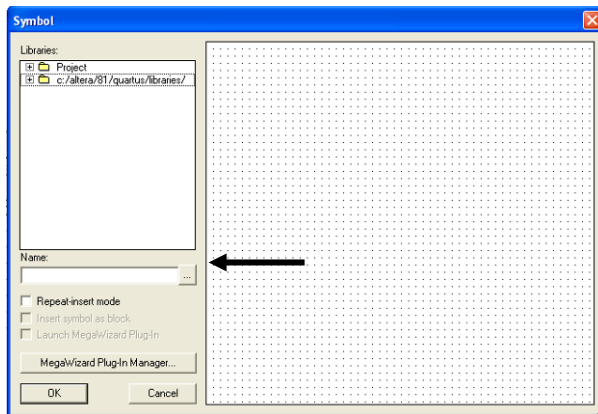 Symbol
Libraries:
Project
c:/altera/81/quartus/libraries/
Name:
...
Repeat-insert mode
Insert symbol as block
Launch MegaWizard Plug-In
MegaWizard Plug-In Manager...
OK
Cancel